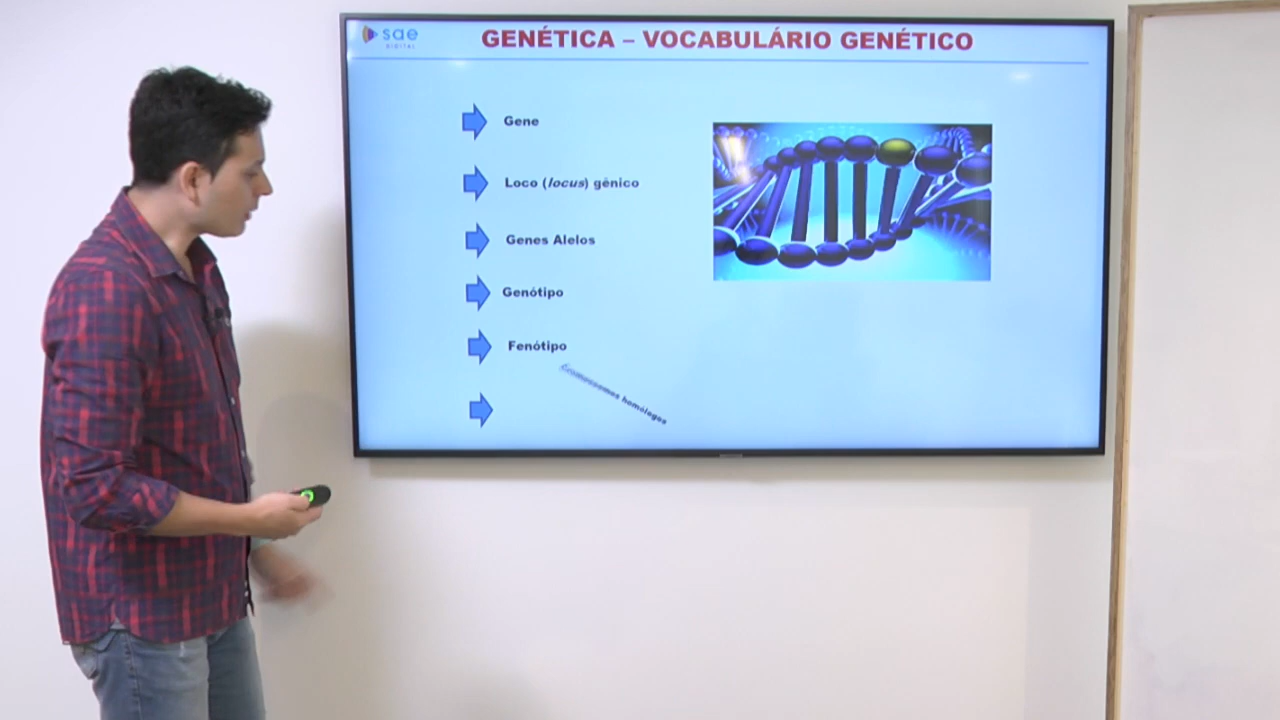 sae
DIGITAL
GENÉTICA – VOCABULÁRIO GENÉTICO
Gene
Loco (locus) gênico
Genes Alelos
Genótipo
Fenótipo
Cromossomos homólogos